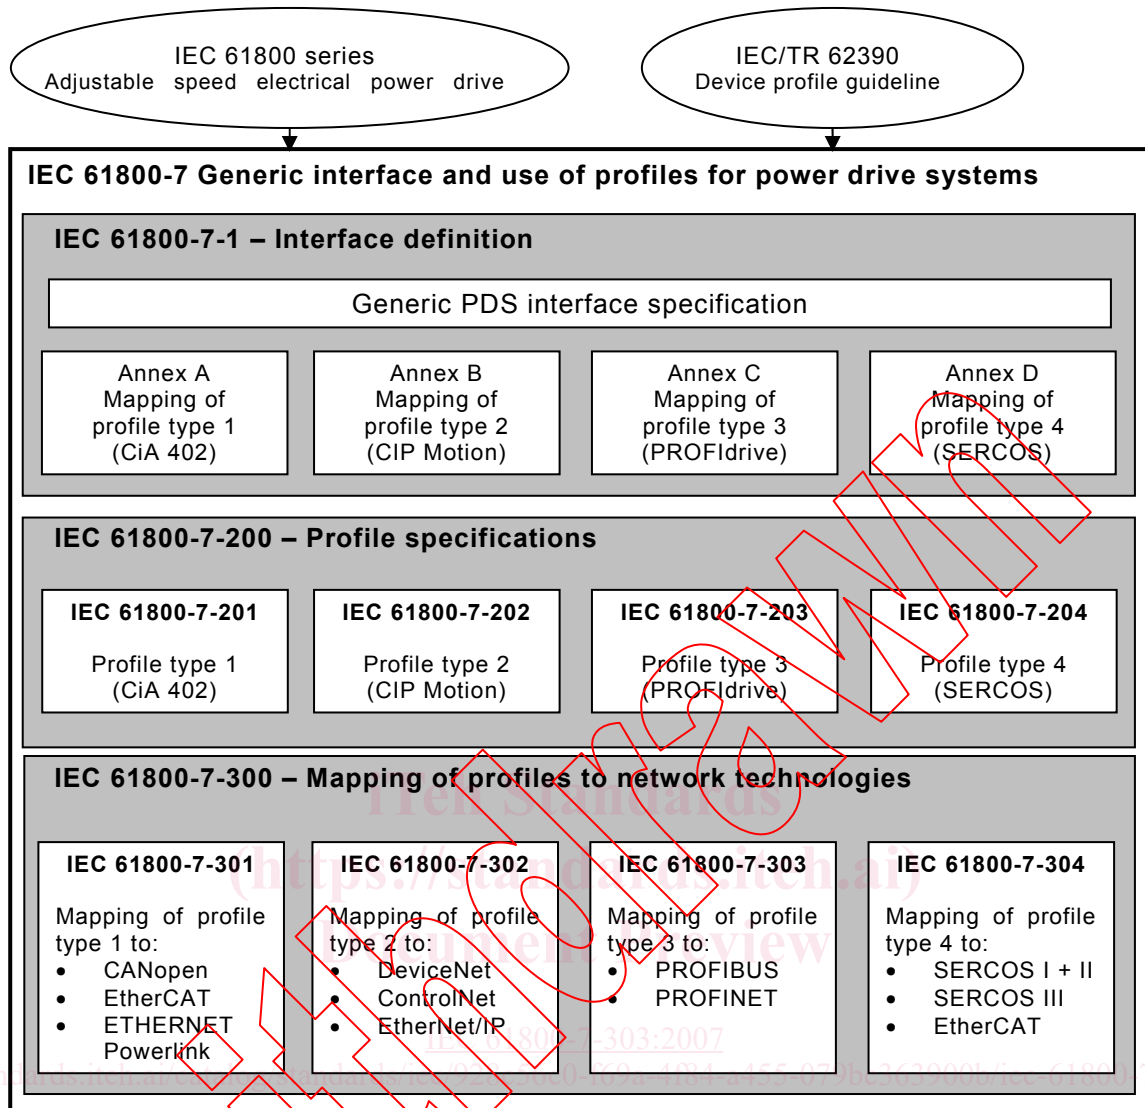 IEC 61800 series
Adjustable speed electrical power drive
IEC/TR 62390
Device profile guideline
IEC 61800-7 Generic interface and use of profiles for power drive systems
IEC 61800-7-1 – Interface definition
Generic PDS interface specification
Annex A
Mapping of
profile type 1
(CiA 402)
Annex B
Mapping of
profile type 2
(CIP Motion)
Annex C
Mapping of
profile type 3
(PROFIdrive)
Annex D
Mapping of
profile type 4
(SERCOS)
IEC 61800-7-200 – Profile specifications
IEC 61800-7-201
Profile type 1
(CiA 402)
IEC 61800-7-202
Profile type 2
(CIP Motion)
IEC 61800-7-203
Profile type 3
(PROFIdrive)
IEC 61800-7-204
Profile type 4
(SERCOS)
IEC 61800-7-300 – Mapping of profiles to network technologies
IEC 61800-7-301
Mapping of profile
type 1 to:
• CANopen
• EtherCAT
• ETHERNET
Powerlink
IEC 61800-7-302
Mapping of profile
type 2 to:
• DeviceNet
• ControlNet
• EtherNet/IP
IEC 61800-7-303
Mapping of profile
type 3 to:
• PROFIBUS
• PROFINET
IEC 61800-7-304
Mapping of profile
type 4 to:
• SERCOS I + II
• SERCOS III
• EtherCAT
iTeh Standards
(https://standards.iteh.ai)
Document Preview
IEC 61800-7-303:2007